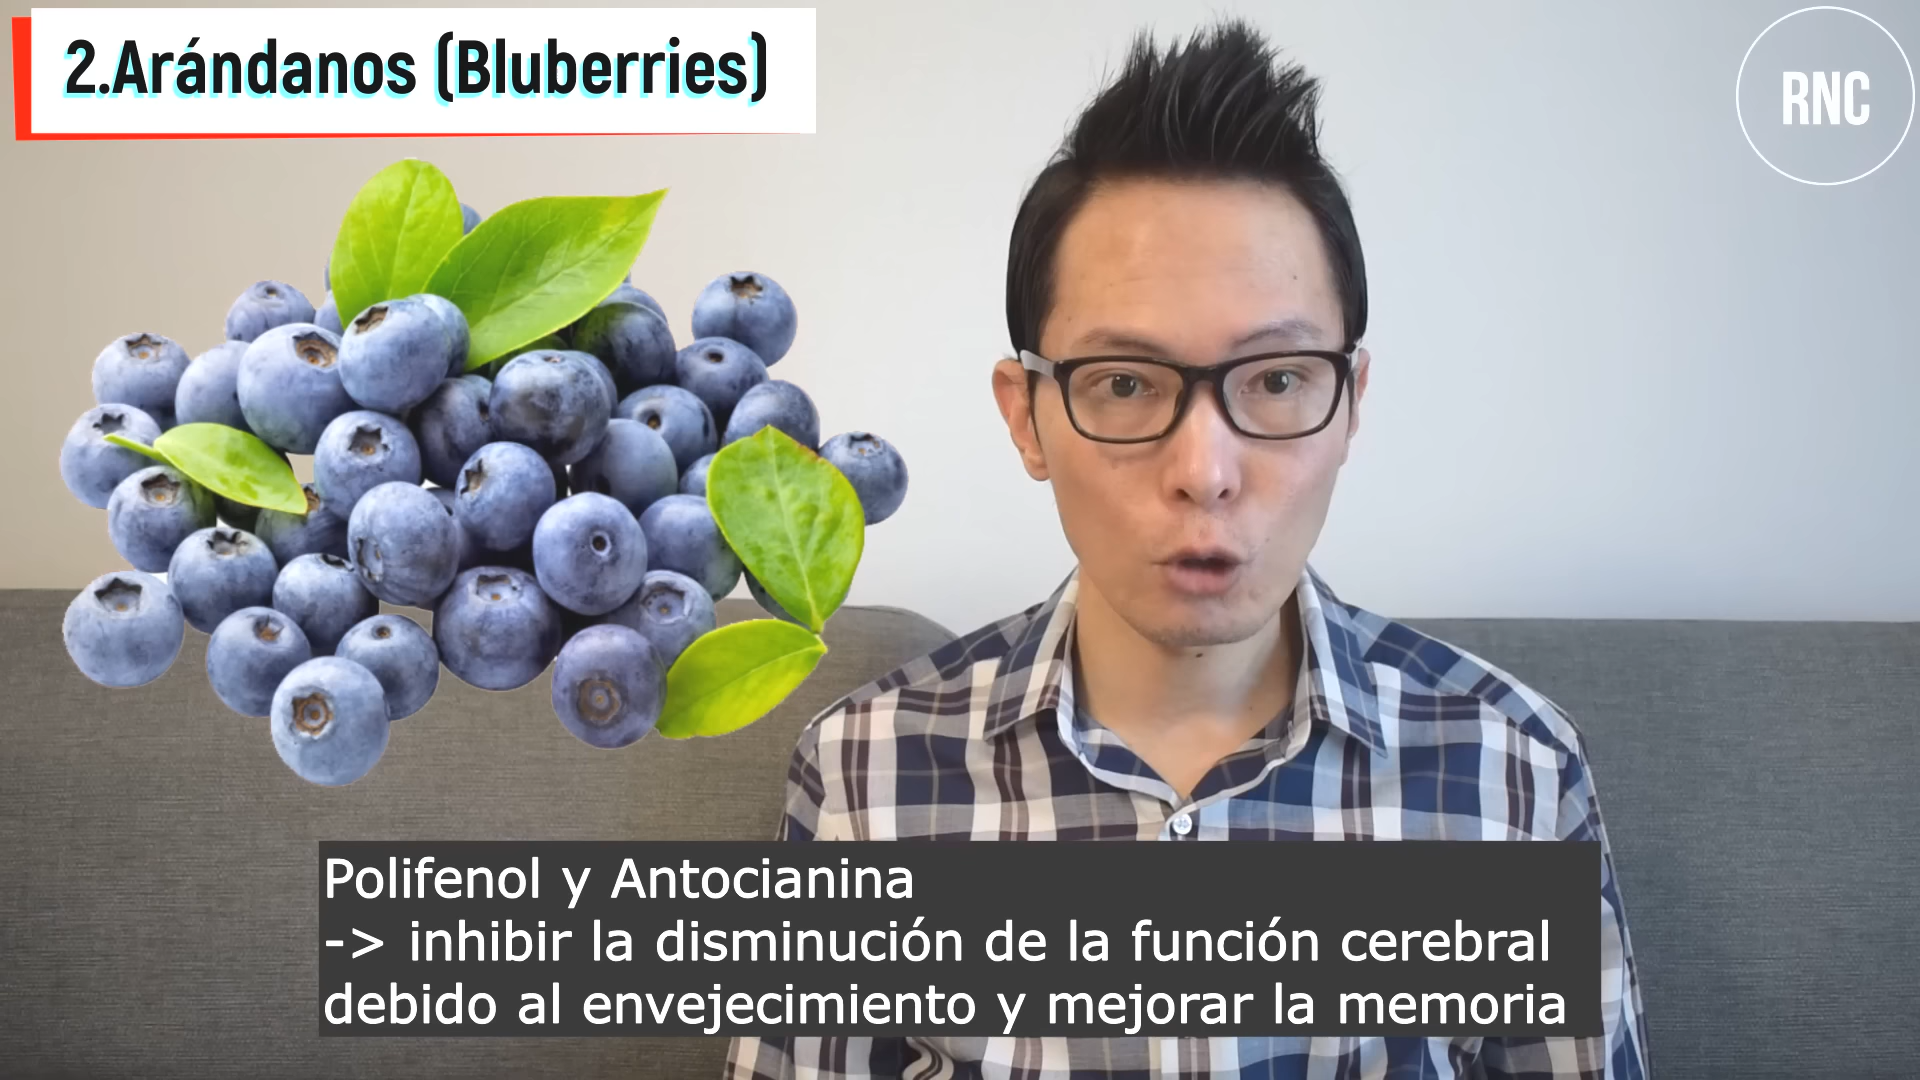 2.Arándanos (Bluberries)
RNC
Polifenol y Antocianina
-> inhibir la disminución de la función cerebral
debido al envejecimiento y mejorar la memoria